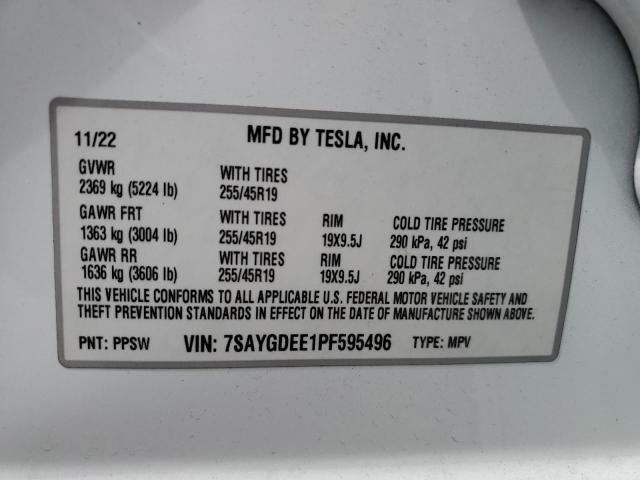 11/22 MFD BY TESLA, INC.
GVWR WITH TIRES
2369 kg (5224 lb) 255/45R19
GAWR FRT WITH TIRES RIM COLD TIRE PRESSURE
1363 kg (3004 lb) 255/45R19 19X9.5J 290 kPa, 42 psi
GAWR RR WITH TIRES RIM COLD TIRE PRESSURE
1636 kg (3606 lb) 255/45R19 19X9.5J 290 kPa, 42 psi
THIS VEHICLE CONFORMS TO ALL APPLICABLE U.S. FEDERAL MOTOR VEHICLE SAFETY AND
THEFT PREVENTION STANDARDS IN EFFECT ON THE DATE OF MANUFACTURE SHOWN ABOVE.
PNT: PPSW VIN: 7SAYGDEE1PF595496 TYPE: MPV